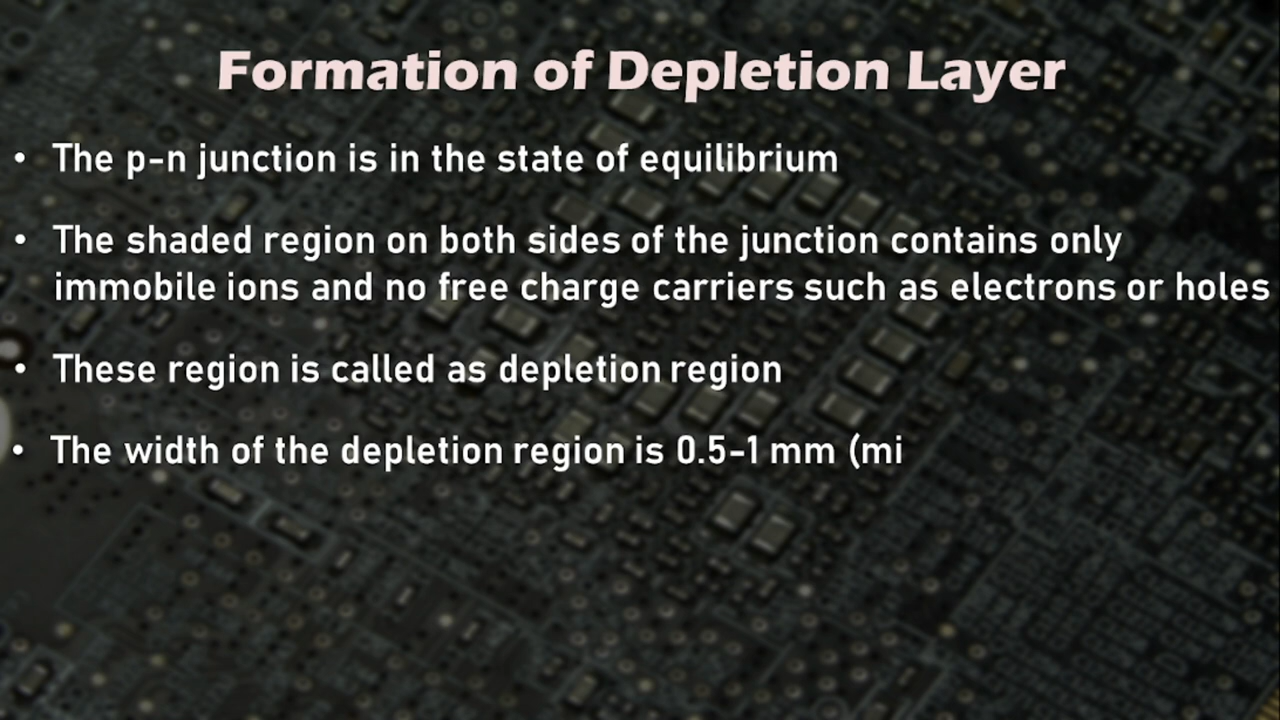 Formation of Depletion Layer
• The p-n junction is in the state of equilibrium
• The shaded region on both sides of the junction contains only
immobile ions and no free charge carriers such as electrons or holes
• These region is called as depletion region
• The width of the depletion region is 0.5-1 mm (mi